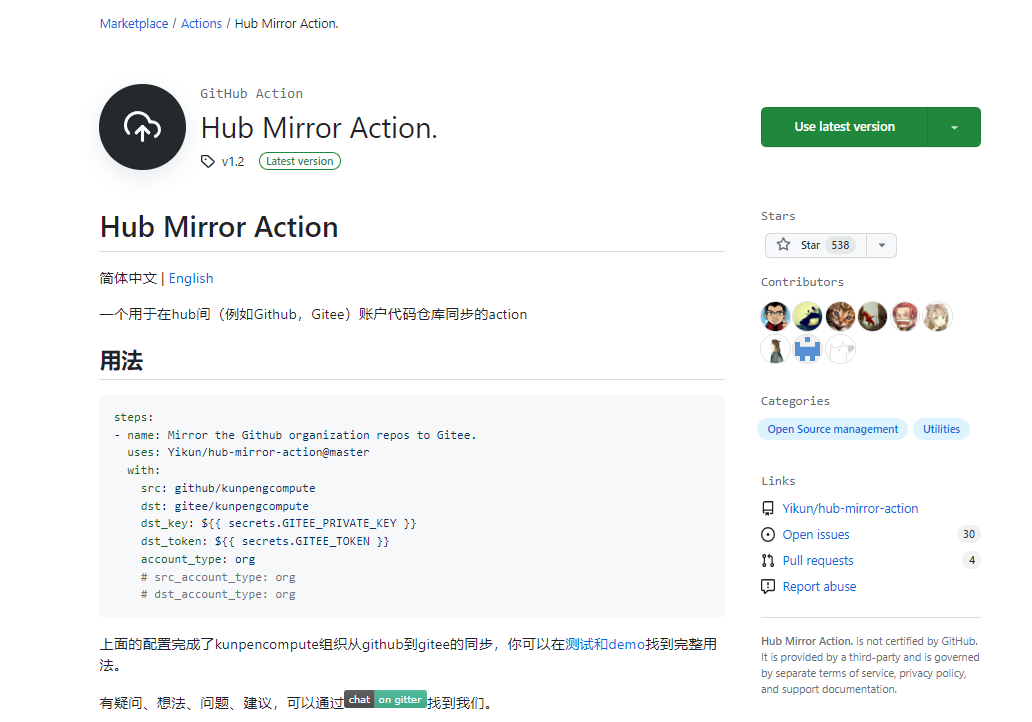 Marketplace / Actions / Hub Mirror Action.
GitHub Action
Hub Mirror Action.
v1.2 Latest version
Use latest version
Hub Mirror Action
简体中文 | English
一个用于在hub间（例如Github，Gitee）账户代码仓库同步的action
用法
steps:
- name: Mirror the Github organization repos to Gitee.
  uses: Yikun/hub-mirror-action@master
  with:
    src: github/kunpengcompute
    dst: gitee/kunpengcompute
    dst_key: ${{ secrets.GITEE_PRIVATE_KEY }}
    dst_token: ${{ secrets.GITEE_TOKEN }}
    account_type: org
    # src_account_type: org
    # dst_account_type: org
上面的配置完成了kunpencompute组织从github到gitee的同步，你可以在测试和demo找到完整用
法。
有疑问、想法、问题、建议，可以通过 chat on gitter 找到我们。
Stars
Star 538
Contributors
Categories
Open Source management Utilities
Links
Yikun/hub-mirror-action
Open issues 30
Pull requests 4
Report abuse
Hub Mirror Action. is not certified by GitHub.
It is provided by a third-party and is governed
by separate terms of service, privacy policy,
and support documentation.